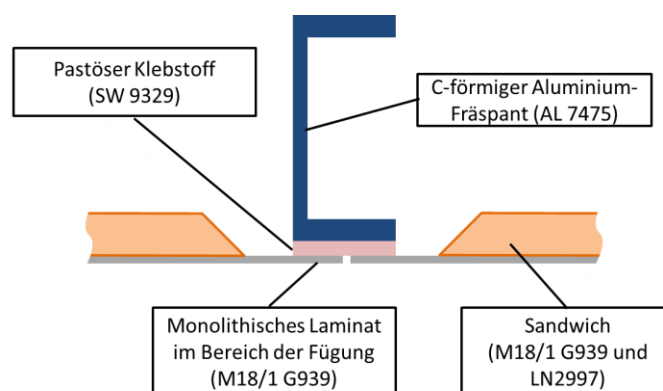 Pastöser Klebstoff
(SW 9329)
C-förmiger Aluminium-
Fräspant (AL 7475)
Monolithisches Laminat
im Bereich der Fügung
(M18/1 G939)
Sandwich
(M18/1 G939 und
LN2997)